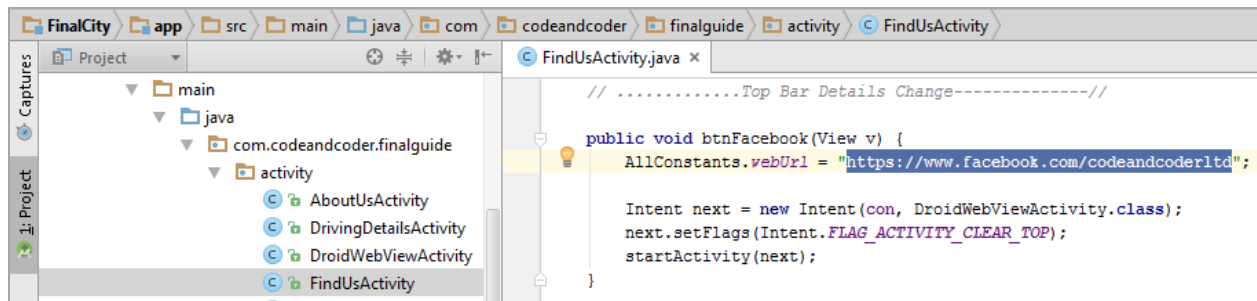 FinalCity app src main java com codeandcoder finalguide activity FindUsActivity
Captures
1: Project
Project
main
java
com.codeandcoder.finalguide
activity
AboutUsActivity
DrivingDetailsActivity
DroidWebViewActivity
FindUsActivity
FindUsActivity.java ×
// .............Top Bar Details Change--------------//
public void btnFacebook(View v) {
AllConstants.webUrl = "https://www.facebook.com/codeandcoderltd";
Intent next = new Intent(con, DroidWebViewActivity.class);
next.setFlags(Intent.FLAG_ACTIVITY_CLEAR_TOP);
startActivity(next);
}